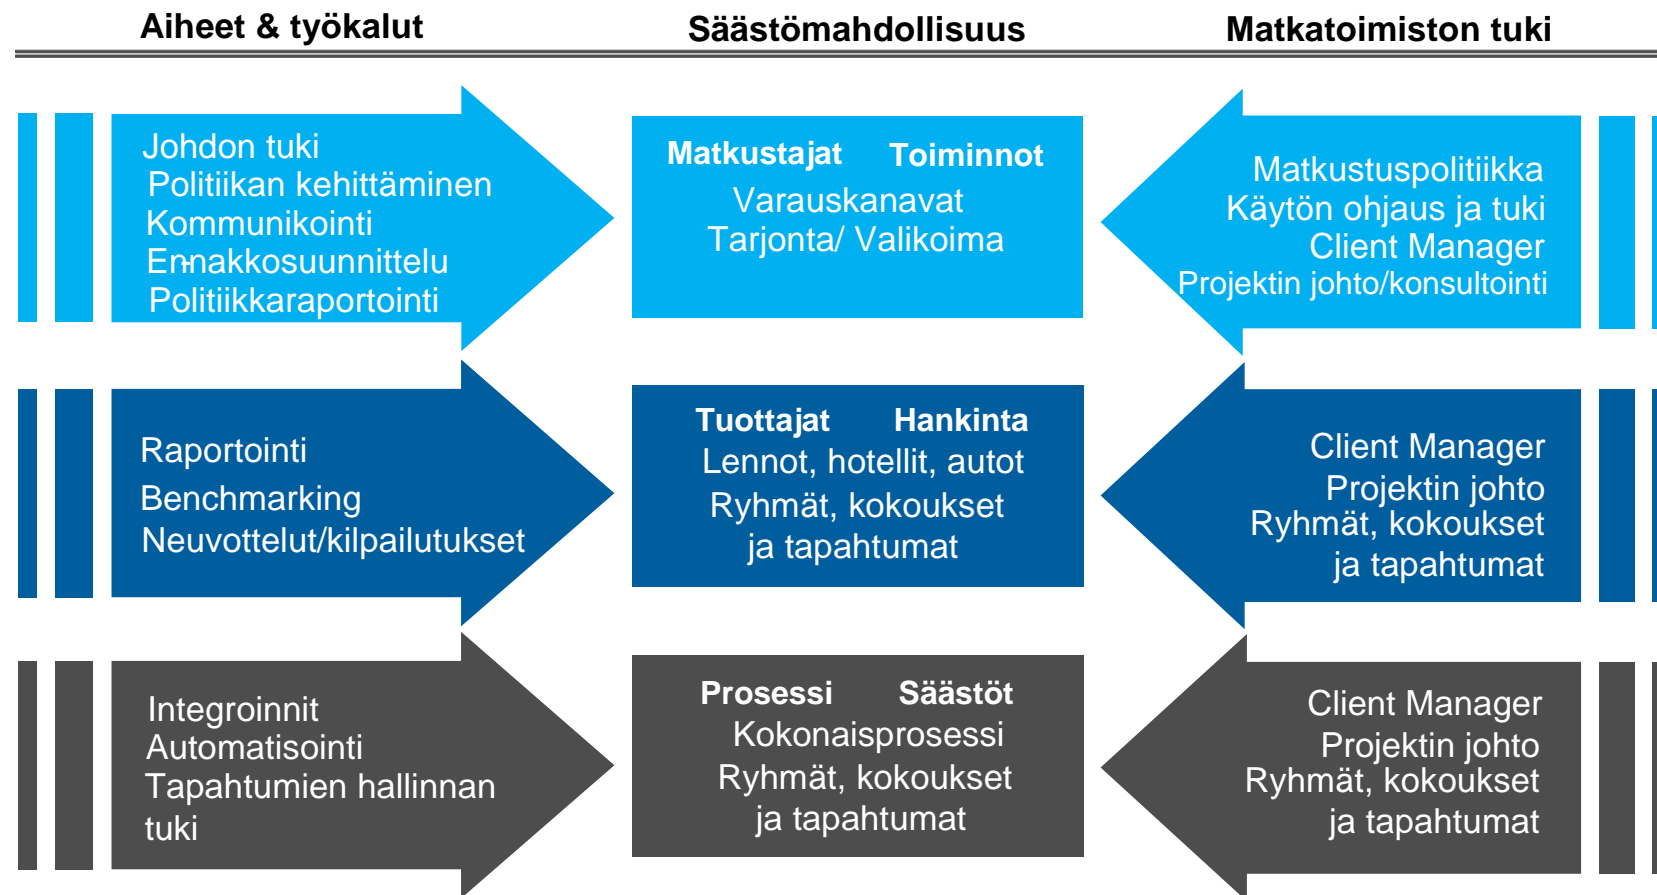 Aiheet & työkalut
Säästömahdollisuus
Matkatoimiston tuki
Johdon tuki
Politiikan kehittäminen
Kommunikointi
Ennakkosuunnittelu
Politiikkaraportointi
Matkustajat Toiminnot
Varauskanavat
Tarjonta/ Valikoima
Matkustuspolitiikka
Käytön ohjaus ja tuki
Client Manager
Projektin johto/konsultointi
Raportointi
Benchmarking
Neuvottelut/kilpailutukset
Tuottajat Hankinta
Lennot, hotellit, autot
Ryhmät, kokoukset
ja tapahtumat
Client Manager
Projektin johto
Ryhmät, kokoukset
ja tapahtumat
Integroinnit
Automatisointi
Tapahtumien hallinnan
tuki
Prosessi Säästöt
Kokonaisprosessi
Ryhmät, kokoukset
ja tapahtumat
Client Manager
Projektin johto
Ryhmät, kokoukset
ja tapahtumat